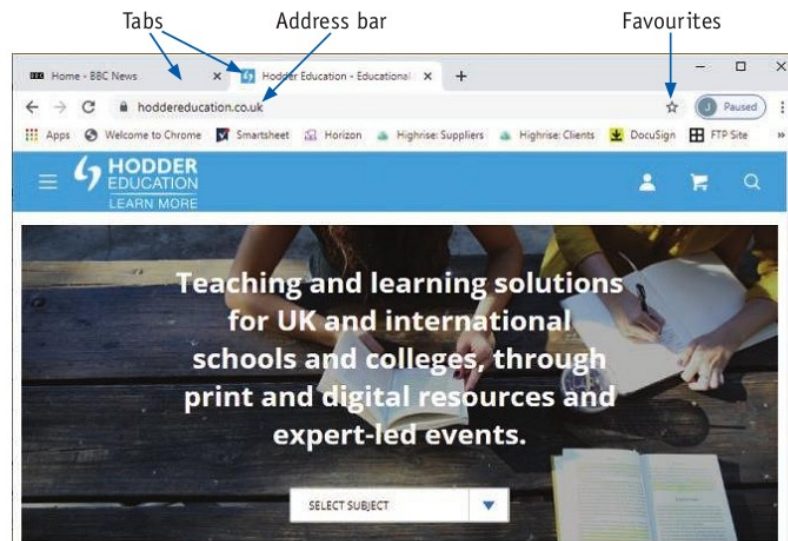 Tabs
Address bar
Favourites
BBC Home - BBC News
Hodder Education - Educational
hoddereducation.co.uk
J Paused
Apps Welcome to Chrome Smartsheet Horizon Highrise: Suppliers Highrise: Clients DocuSign FTP Site »
HODDER
EDUCATION
LEARN MORE
Teaching and learning solutions
for UK and international
schools and colleges, through
print and digital resources and
expert-led events.
SELECT SUBJECT